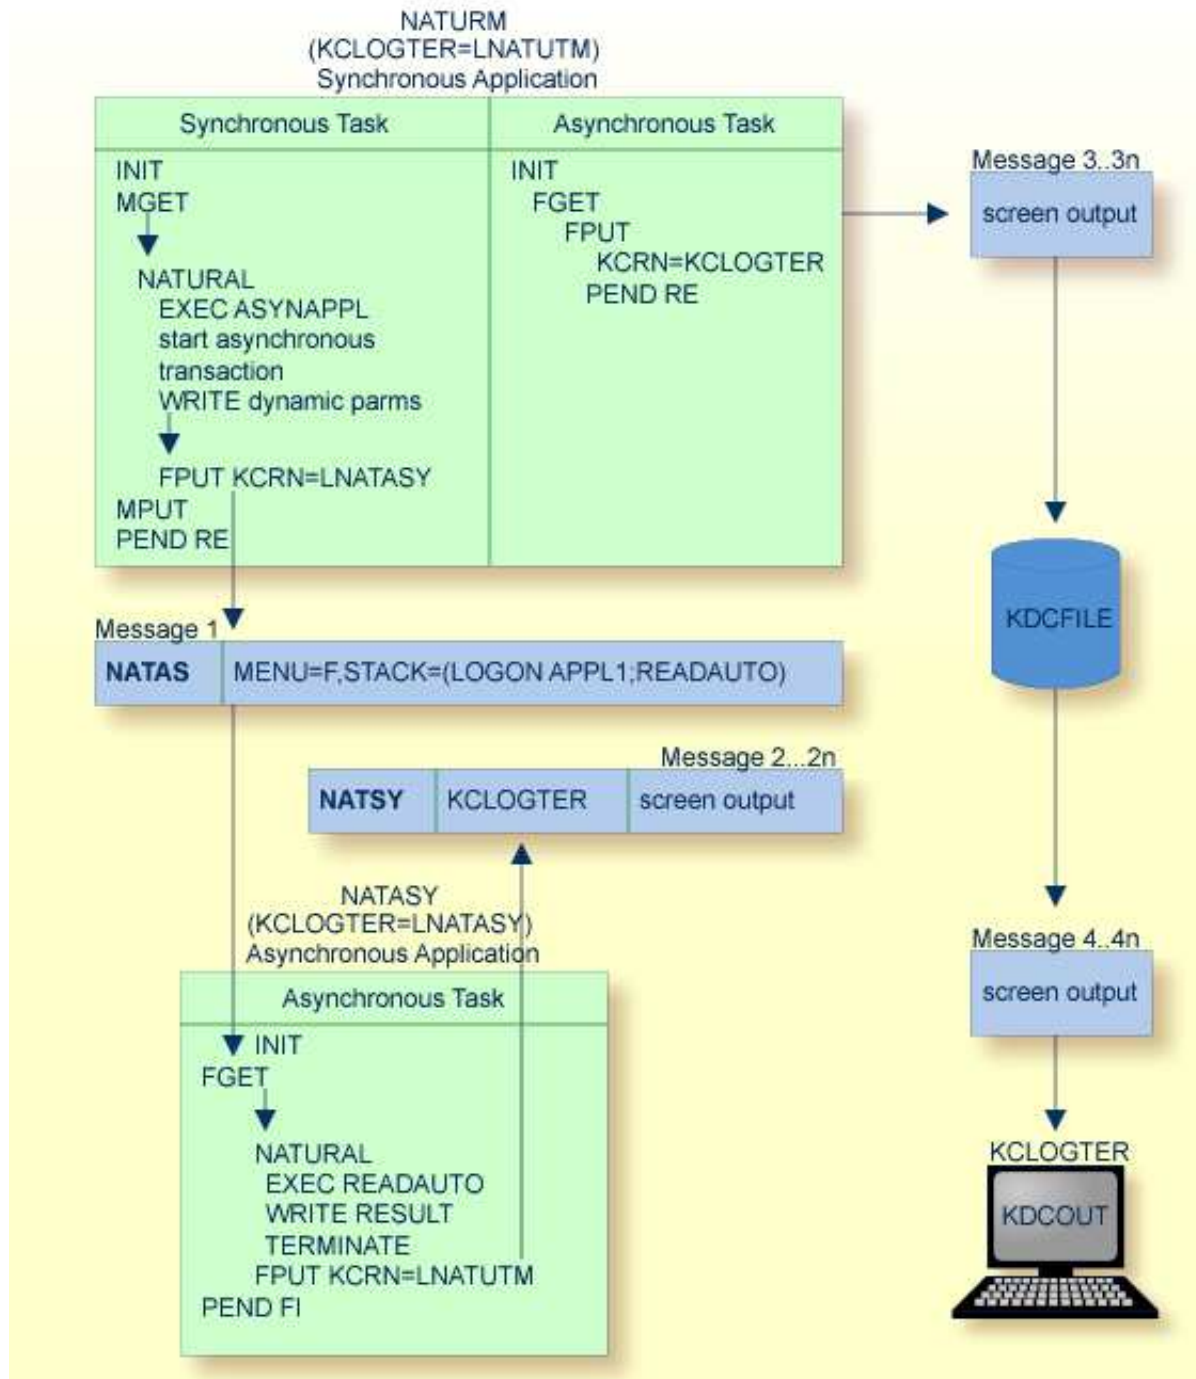 NATURM
(KCLOGTER=LNATUTM)
Synchronous Application
Synchronous Task
INIT
MGET
NATURAL
EXEC ASYNAPPL
start asynchronous
transaction
WRITE dynamic parms
FPUT KCRN=LNATASY
MPUT
PEND RE
Asynchronous Task
INIT
FGET
FPUT
KCRN=KCLOGTER
PEND RE
Message 3..3n
screen output
KDCFILE
Message 1
NATAS MENU=F,STACK=(LOGON APPL1;READAUTO)
Message 2...2n
NATSY KCLOGTER screen output
NATASY
(KCLOGTER=LNATASY)
Asynchronous Application
Asynchronous Task
INIT
FGET
NATURAL
EXEC READAUTO
WRITE RESULT
TERMINATE
FPUT KCRN=LNATUTM
PEND FI
Message 4..4n
screen output
KCLOGTER
KDCOUT